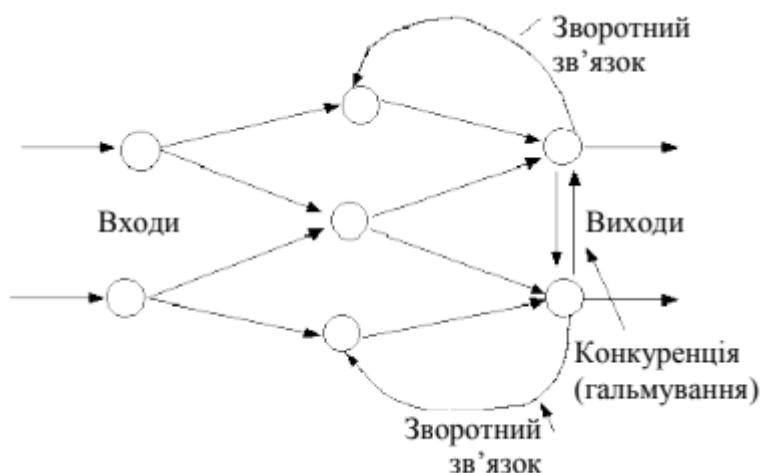 Зворотний
зв’язок
Входи
Виходи
Конкуренція
(гальмування)
Зворотний
зв’язок